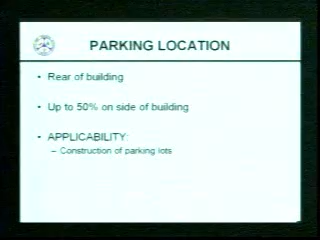 PARKING LOCATION
• Rear of building
• Up to 50% on side of building
• APPLICABILITY:
– Construction of parking lots